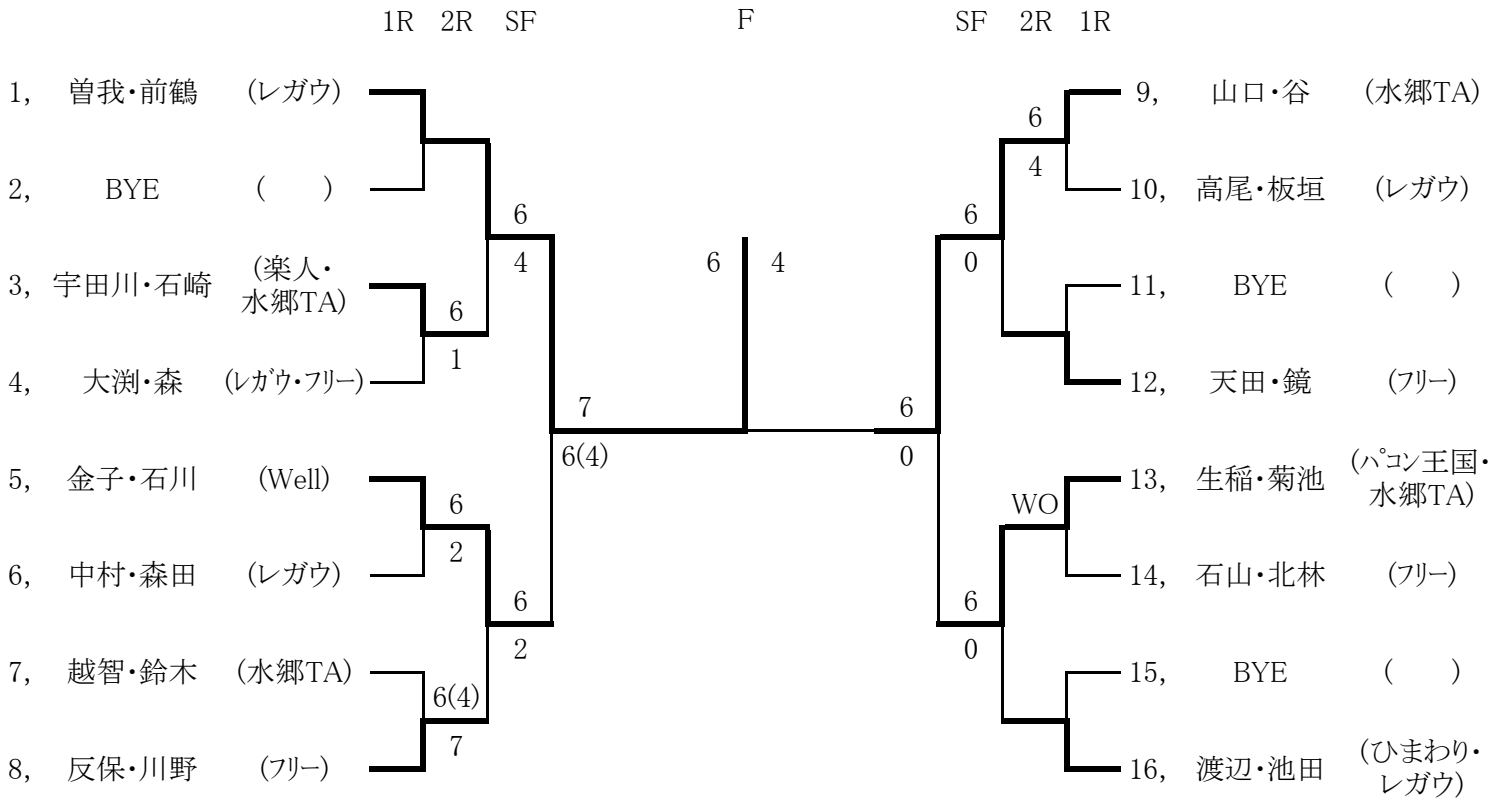 1R 2R SF F SF 2R 1R
1, 曽我・前鶴 (レガウ)
9, 山口・谷 (水郷TA)
6
4
2, BYE ( )
10, 高尾・板垣 (レガウ)
6
4
6
0
3, 宇田川・石崎 (楽人・
水郷TA)
6 4
11, BYE ( )
6
1
4, 大渕・森 (レガウ・フリー)
12, 天田・鏡 (フリー)
7
6(4)
6
0
5, 金子・石川 (Well)
13, 生稲・菊池 (パコン王国・
水郷TA)
6
2
WO
6, 中村・森田 (レガウ)
14, 石山・北林 (フリー)
6
2
6
0
7, 越智・鈴木 (水郷TA)
15, BYE ( )
6(4)
7
8, 反保・川野 (フリー)
16, 渡辺・池田 (ひまわり・
レガウ)